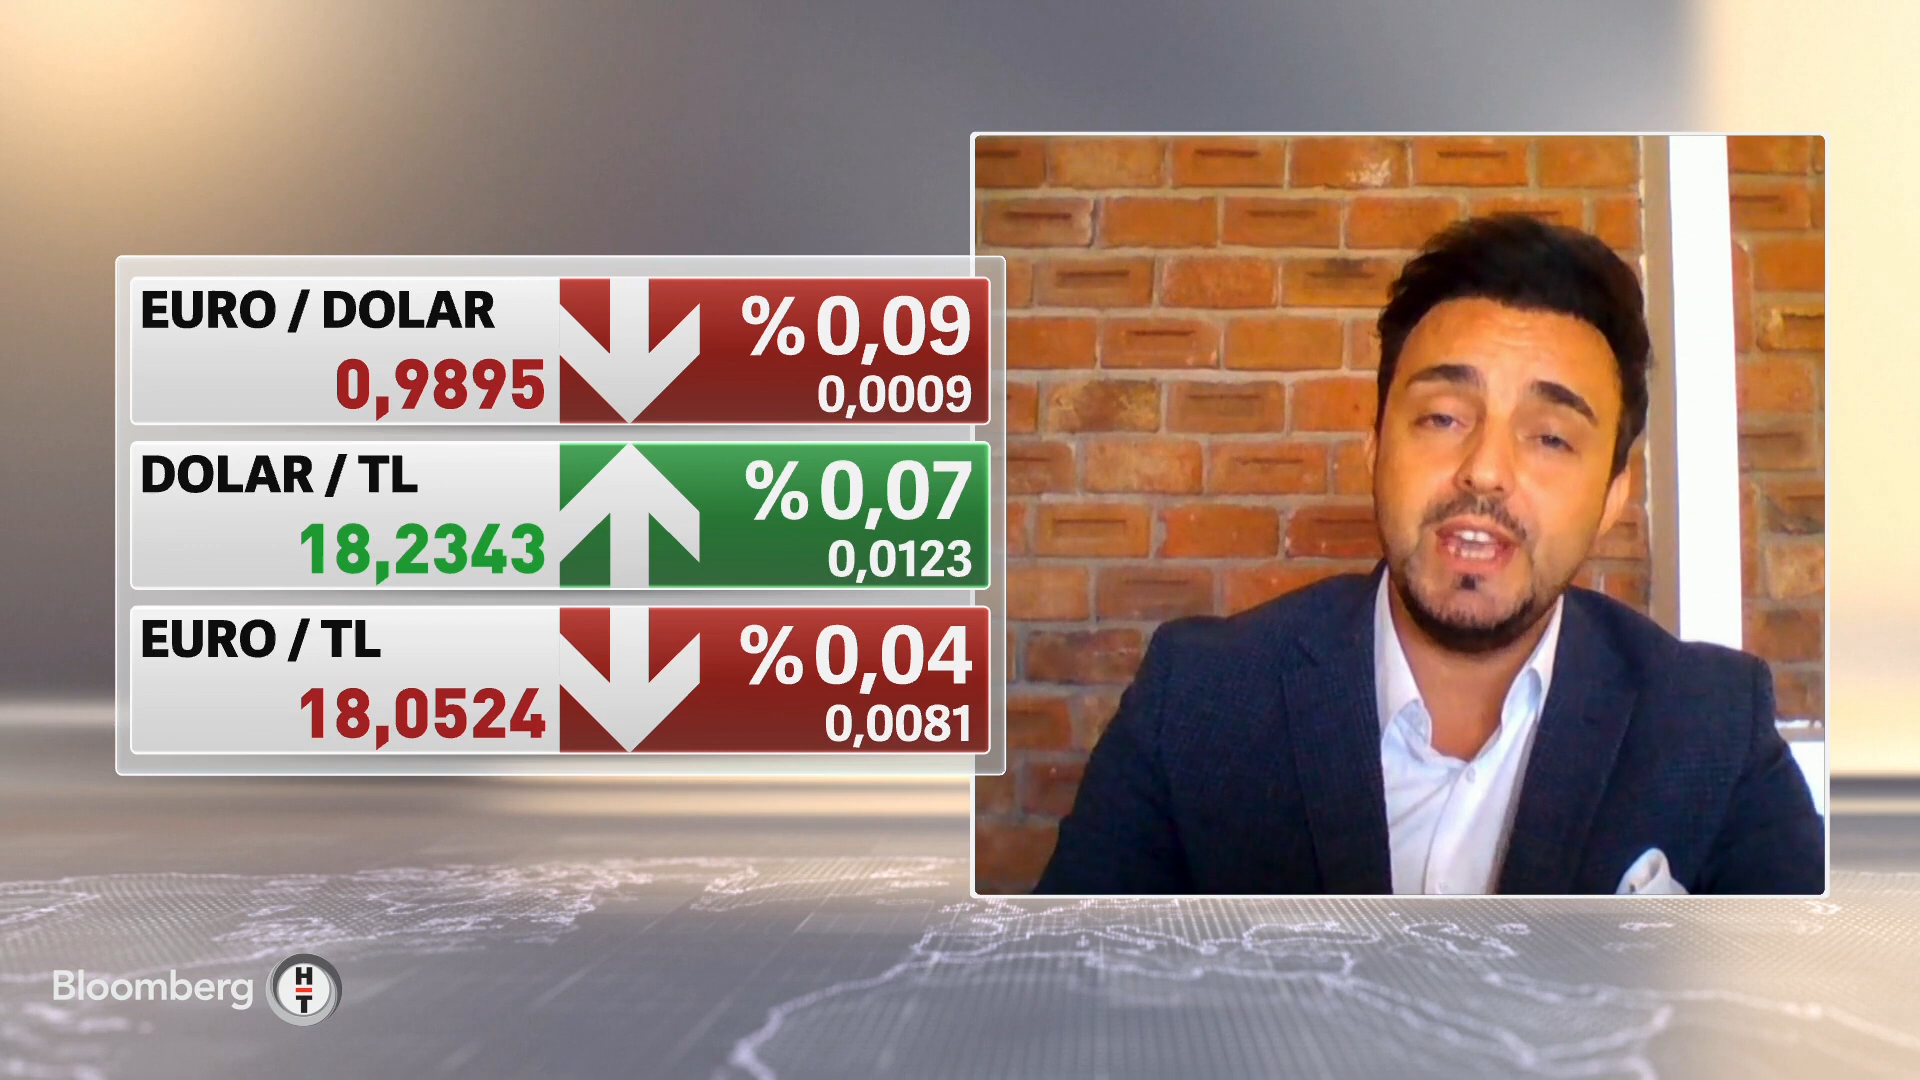 EURO / DOLAR
0,9895
%0,09
0,0009
DOLAR / TL
18,2343
%0,07
0,0123
EURO / TL
18,0524
%0,04
0,0081
Bloomberg HT